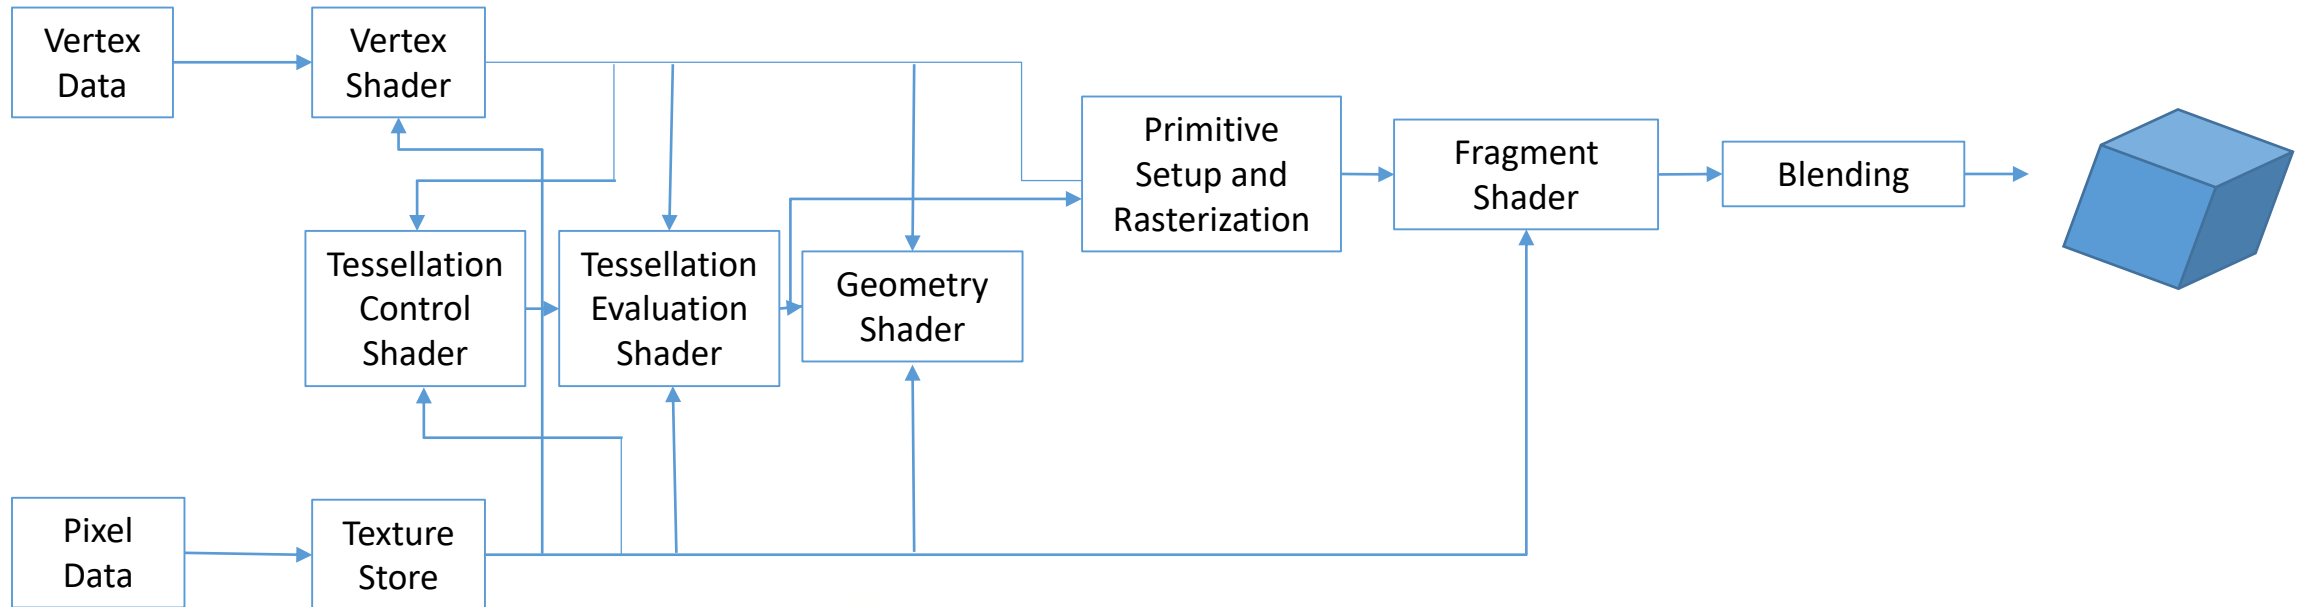 Vertex
Data
Vertex
Shader
Primitive
Setup and
Rasterization
Fragment
Shader
Blending
Tessellation
Control
Shader
Tessellation
Evaluation
Shader
Geometry
Shader
Pixel
Data
Texture
Store